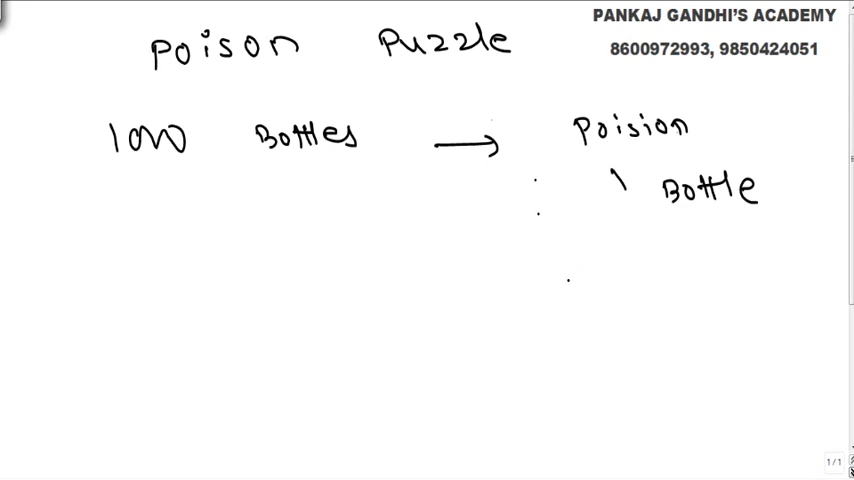 PANKAJ GANDHI'S ACADEMY
8600972993, 9850424051
Poison Puzzle
1000 Bottles → Poision
1 Bottle
1/1